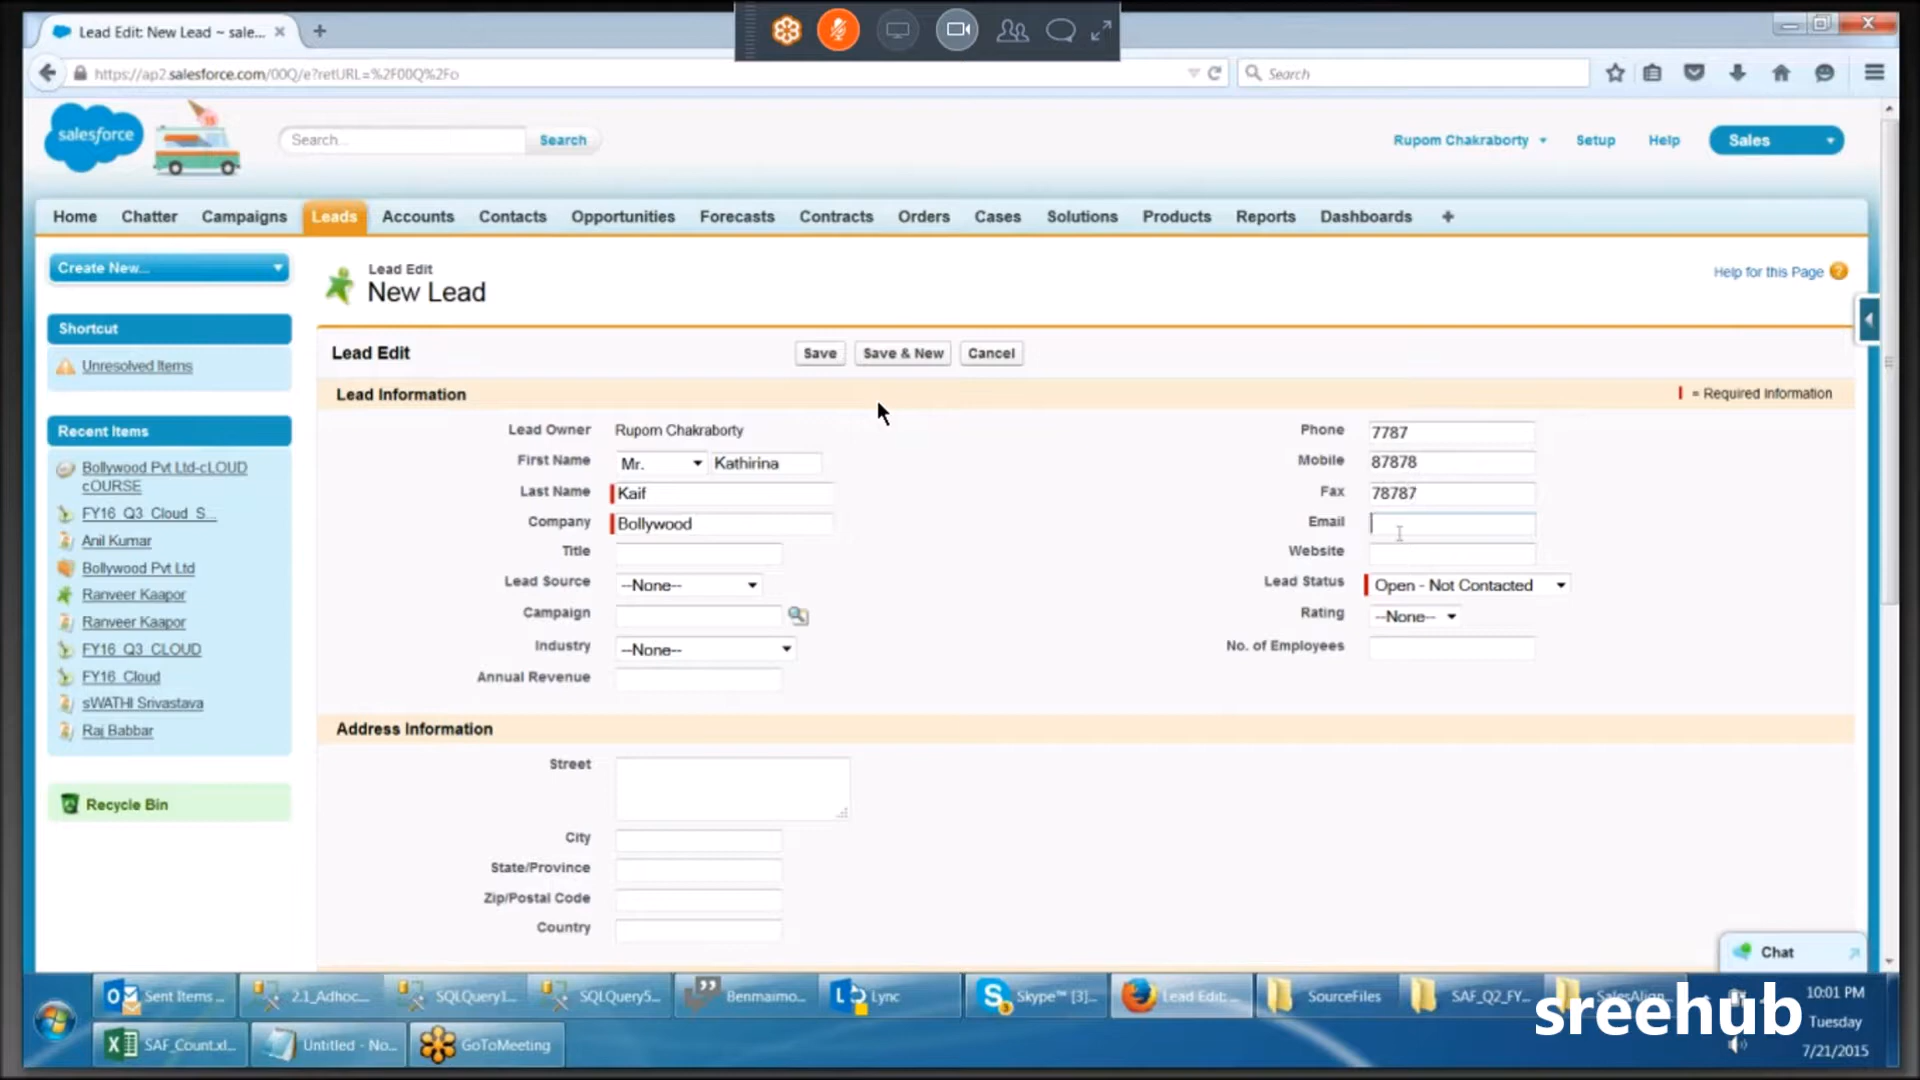 Lead Edit: New Lead ~ sale...
https://ap2.salesforce.com/00Q/e?retURL=%2F00Q%2Fo
Search
salesforce
Search...
Search
Rupom Chakraborty
Setup
Help
Sales
Home
Chatter
Campaigns
Leads
Accounts
Contacts
Opportunities
Forecasts
Contracts
Orders
Cases
Solutions
Products
Reports
Dashboards
Create New...
Shortcut
Unresolved Items
Recent Items
Bollywood Pvt Ltd-cLOUD
cOURSE
FY16_Q3_Cloud_S...
Anil Kumar
Bollywood Pvt Ltd
Ranveer Kaapor
Ranveer Kaapor
FY16_Q3_CLOUD
FY16_Cloud
sWATHI Srivastava
Raj Babbar
Recycle Bin
Lead Edit
New Lead
Help for this Page
Lead Edit
Save
Save & New
Cancel
Lead Information
= Required Information
Lead Owner Rupom Chakraborty
First Name Mr. Kathirina
Last Name Kaif
Company Bollywood
Title
Lead Source --None--
Campaign
Industry --None--
Annual Revenue
Phone 7787
Mobile 87878
Fax 78787
Email
Website
Lead Status Open - Not Contacted
Rating --None--
No. of Employees
Address Information
Street
City
State/Province
Zip/Postal Code
Country
Chat
Sent Items ...
2.1_Adhoc...
SQLQuery1...
SQLQuery5...
Benmaimo...
Lync
Skype™ [3]...
Lead Edit: ...
SourceFiles
SAF_Q2_FY...
SalesAlign...
10:01 PM
Tuesday
7/21/2015
SAF_Count.xl...
Untitled - No...
GoToMeeting
sreehub